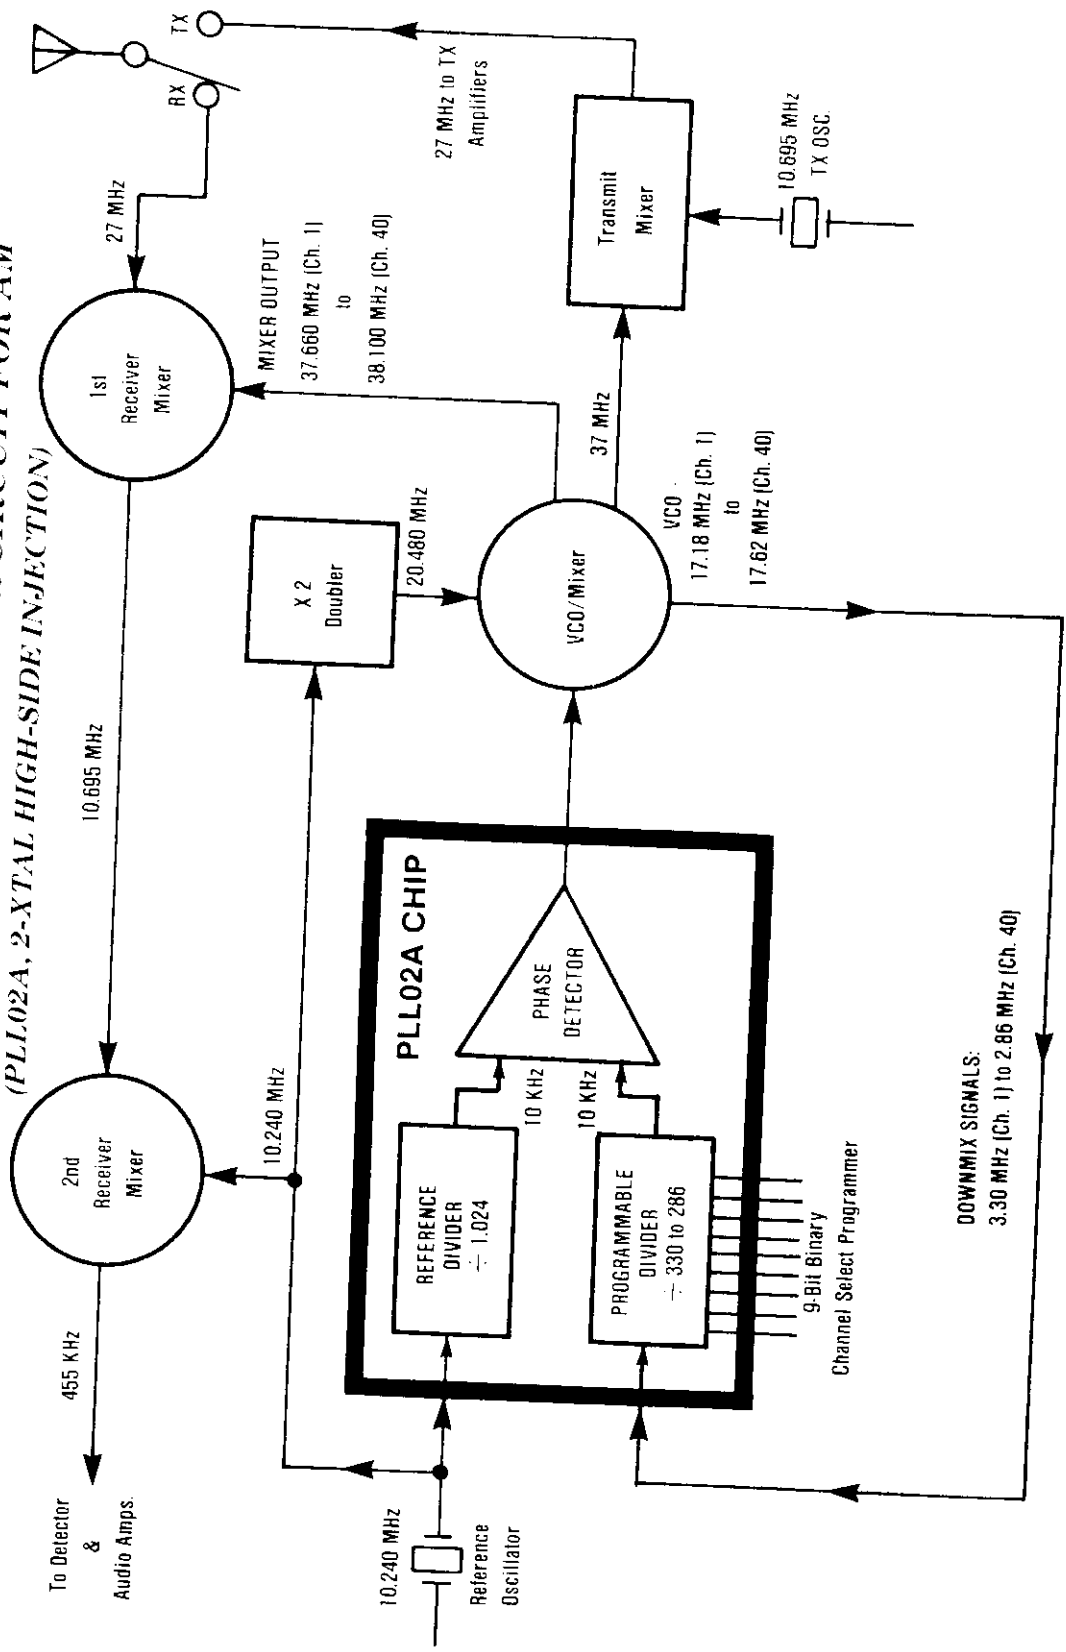 CIRCUIT FOR AM
(PLL02A, 2-XTAL HIGH-SIDE INJECTION)
To Detector
&
Audio Amps.
455 KHz
2nd
Receiver
Mixer
10.695 MHz
1st
Receiver
Mixer
27 MHz
RX
TX
10.240 MHz
X 2
Doubler
20.480 MHz
MIXER OUTPUT
37.660 MHz (Ch. 1)
to
38.100 MHz (Ch. 40)
27 MHz to TX
Amplifiers
10.240 MHz
Reference
Oscillator
PLL02A CHIP
REFERENCE
DIVIDER
÷ 1.024
10 KHz
PHASE
DETECTOR
10 KHz
PROGRAMMABLE
DIVIDER
÷ 330 to 286
9-Bit Binary
Channel Select Programmer
VCO/Mixer
37 MHz
VCO
17.18 MHz (Ch. 1)
to
17.62 MHz (Ch. 40)
Transmit
Mixer
10.695 MHz
TX OSC.
DOWNMIX SIGNALS:
3.30 MHz (Ch. 1) to 2.86 MHz (Ch. 40)